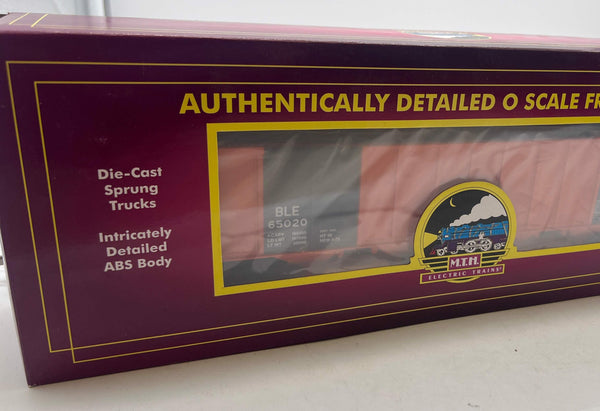 AUTHENTICALLY DETAILED O SCALE FR
Die-Cast
Sprung
Trucks
Intricately
Detailed
ABS Body
BLE
65020
M.T.H.
ELECTRIC TRAINS